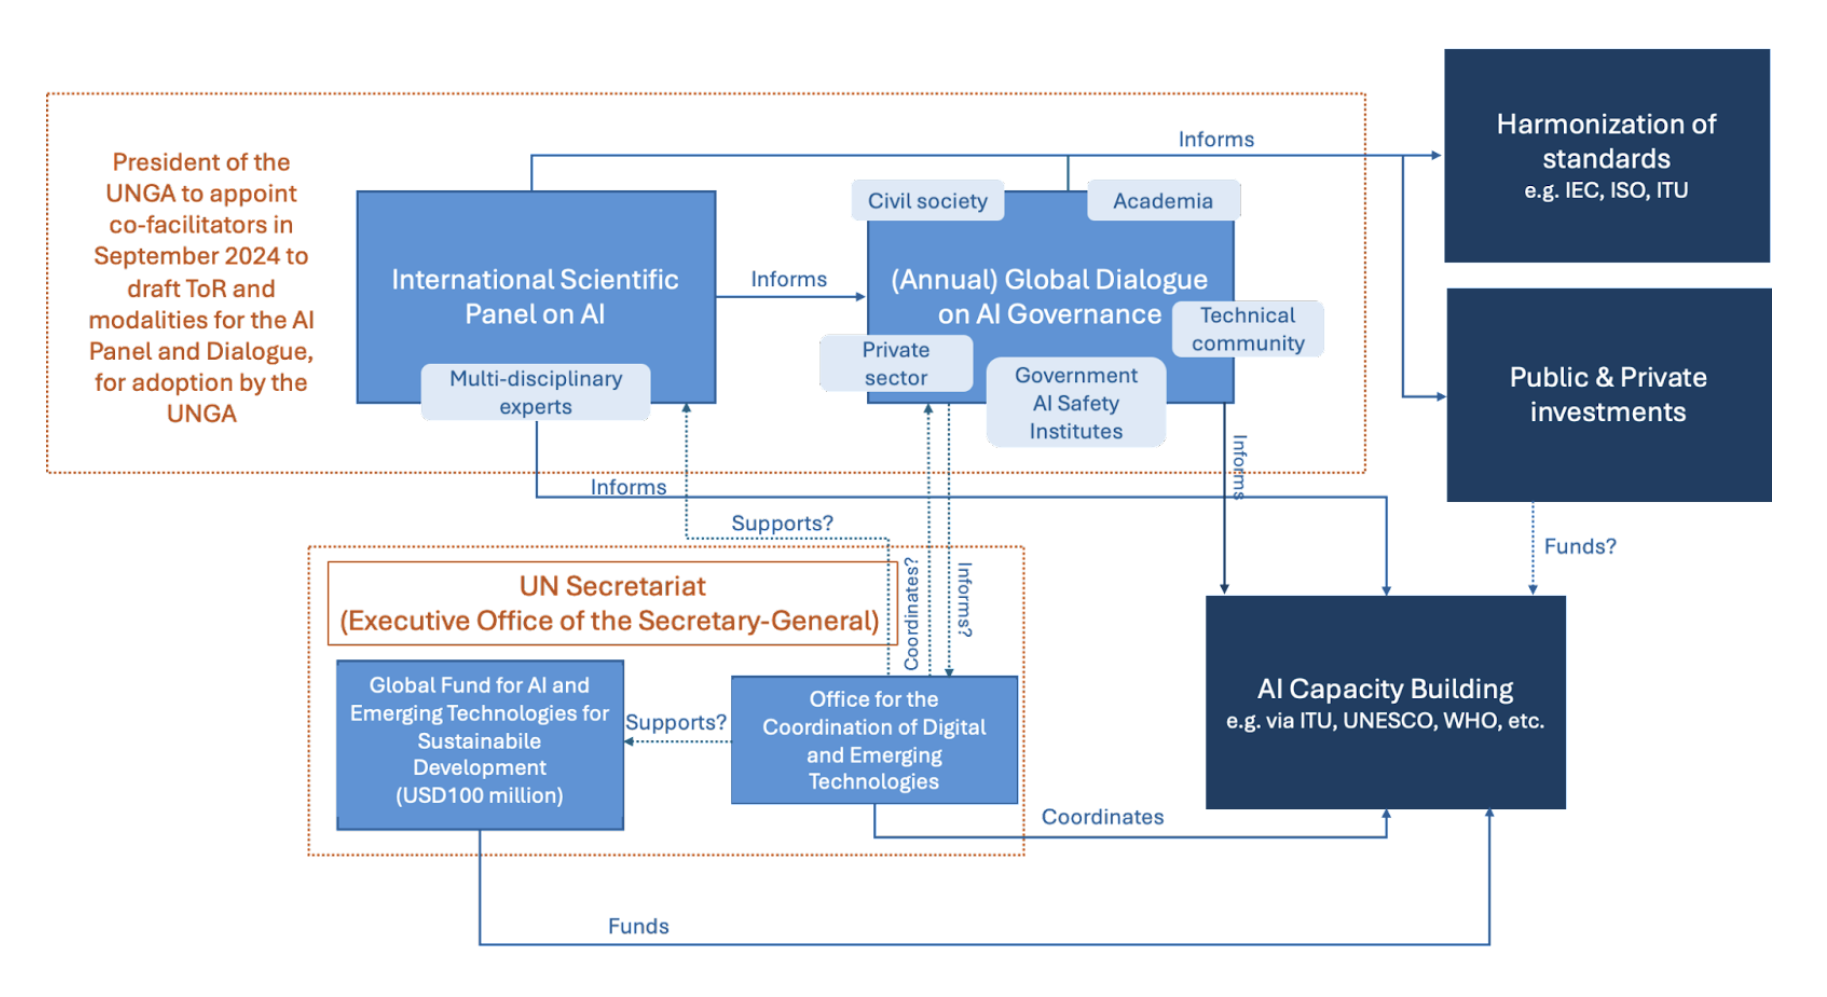 President of the
UNGA to appoint
co-facilitators in
September 2024 to
draft ToR and
modalities for the AI
Panel and Dialogue,
for adoption by the
UNGA
Informs
Harmonization of
standards
e.g. IEC, ISO, ITU
International Scientific
Panel on AI
Multi-disciplinary
experts
Informs
Civil society
Academia
(Annual) Global Dialogue
on AI Governance
Technical
community
Private
sector
Government
AI Safety
Institutes
Public & Private
investments
Informs
Informs
Supports?
Coordinates?
Informs?
Funds?
UN Secretariat
(Executive Office of the Secretary-General)
Global Fund for AI and
Emerging Technologies for
Sustainabile
Development
(USD100 million)
Supports?
Office for the
Coordination of Digital
and Emerging
Technologies
AI Capacity Building
e.g. via ITU, UNESCO, WHO, etc.
Coordinates
Funds